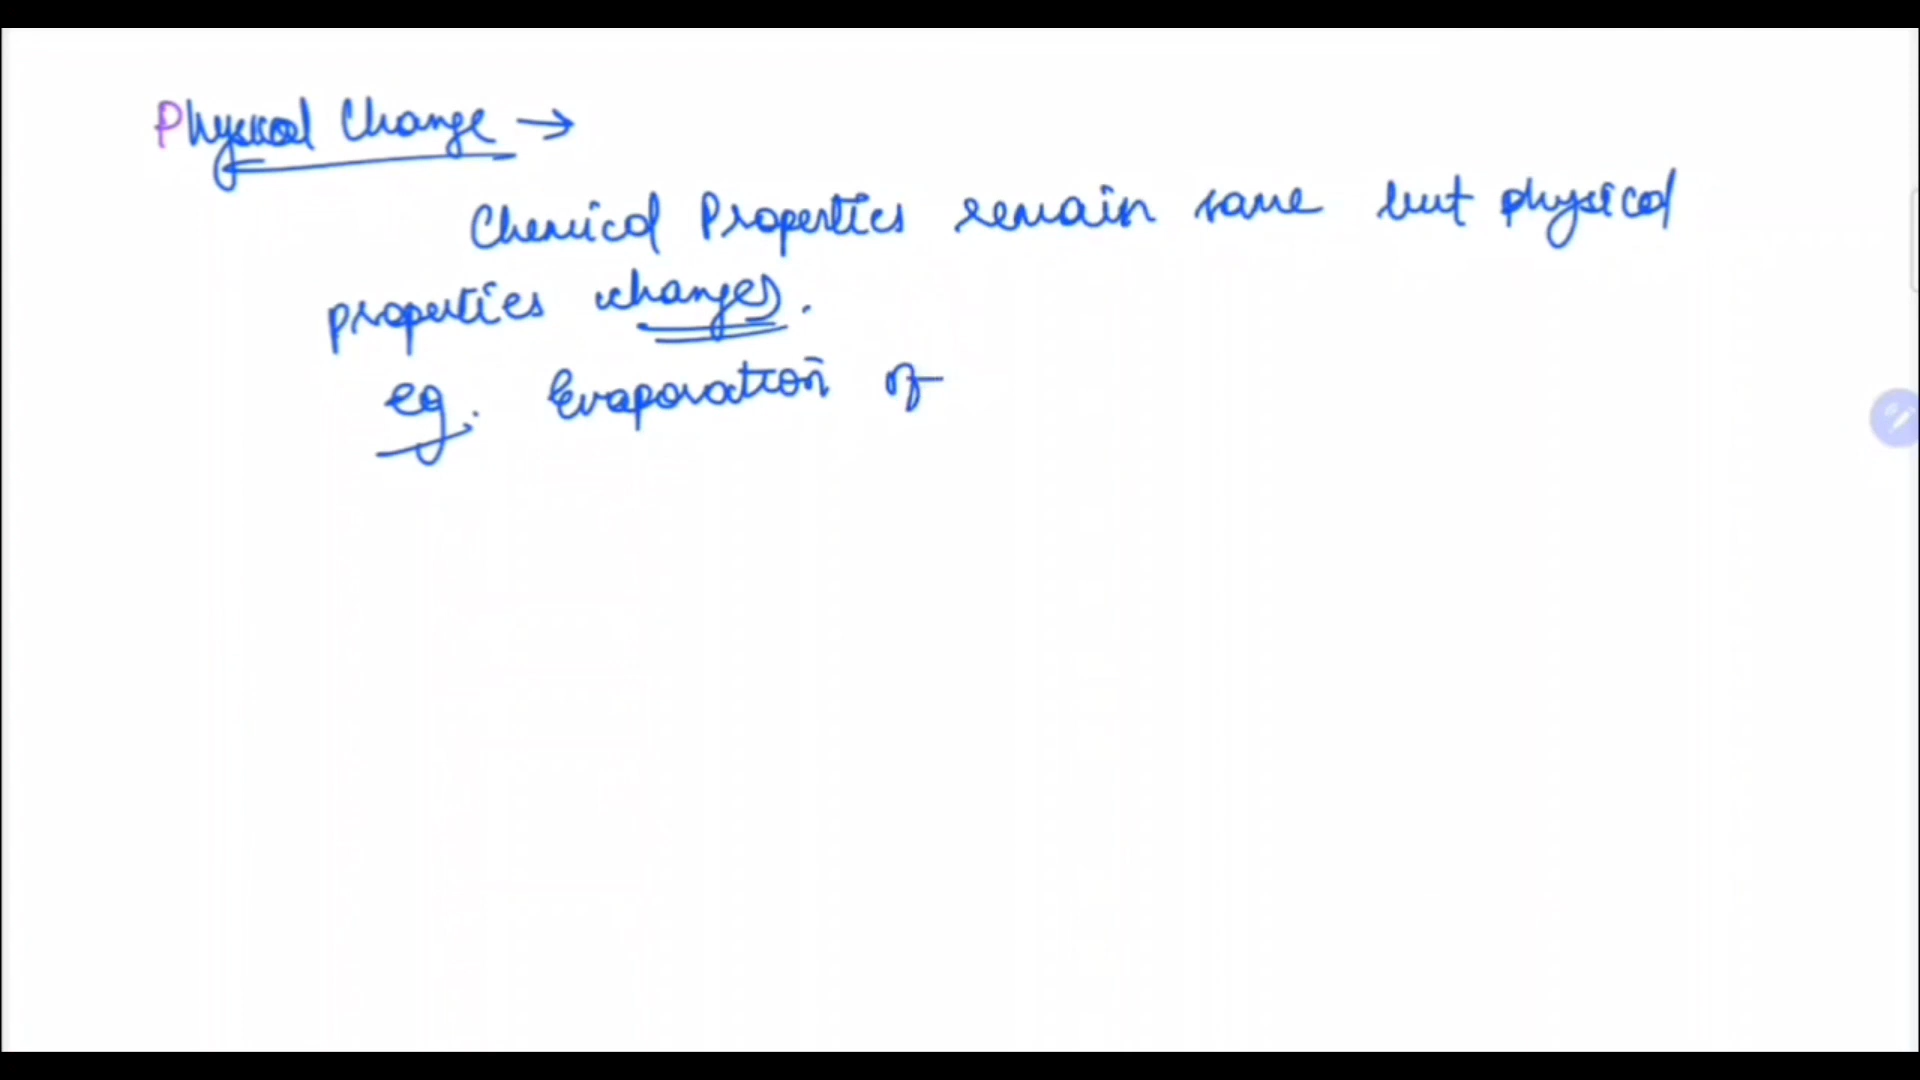 Physical Change →
Chemical Properties remain same but physical
properties changes.
eg. Evaporation of